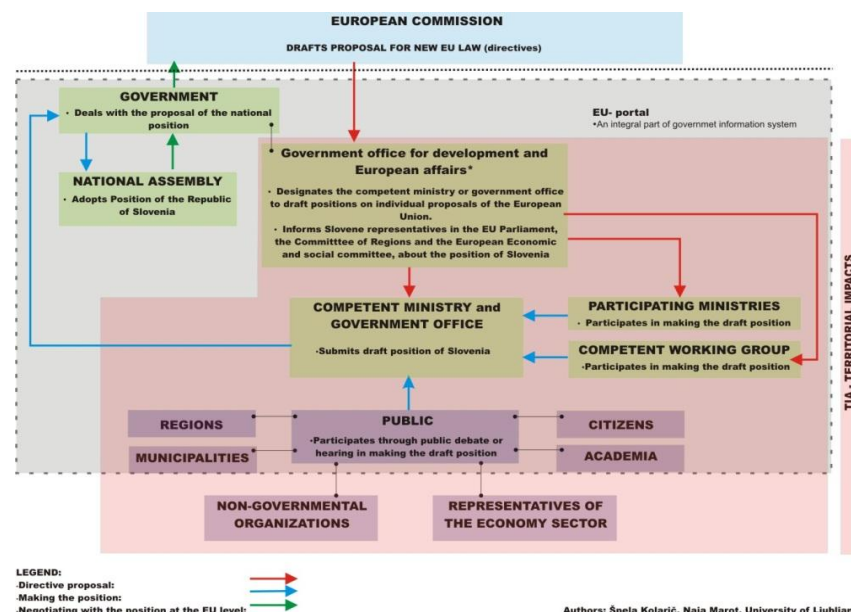 EUROPEAN COMMISSION
DRAFTS PROPOSAL FOR NEW EU LAW (directives)
GOVERNMENT
· Deals with the proposal of the national
position
EU- portal
•An integral part of governmet information system
NATIONAL ASSEMBLY
· Adopts Position of the Republic
of Slovenia
Government office for development and
European affairs*
· Designates the competent ministry or government office
to draft positions on individual proposals of the European
Union.
· Informs Slovene representatives in the EU Parliament,
the Committtee of Regions and the European Economic
and social committee, about the position of Slovenia
COMPETENT MINISTRY and
GOVERNMENT OFFICE
·Submits draft position of Slovenia
PARTICIPATING MINISTRIES
· Participates in making the draft position
COMPETENT WORKING GROUP
·Participates in making the draft position
TIA - TERRITORIAL IMPACTS
REGIONS
MUNICIPALITIES
PUBLIC
·Participates through public debate or
hearing in making the draft position
CITIZENS
ACADEMIA
NON-GOVERNMENTAL
ORGANIZATIONS
REPRESENTATIVES OF
THE ECONOMY SECTOR
LEGEND:
·Directive proposal:
·Making the position:
·Negotiating with the position at the EU level:
Authors: Špela Kolarič, Naja Marot, University of